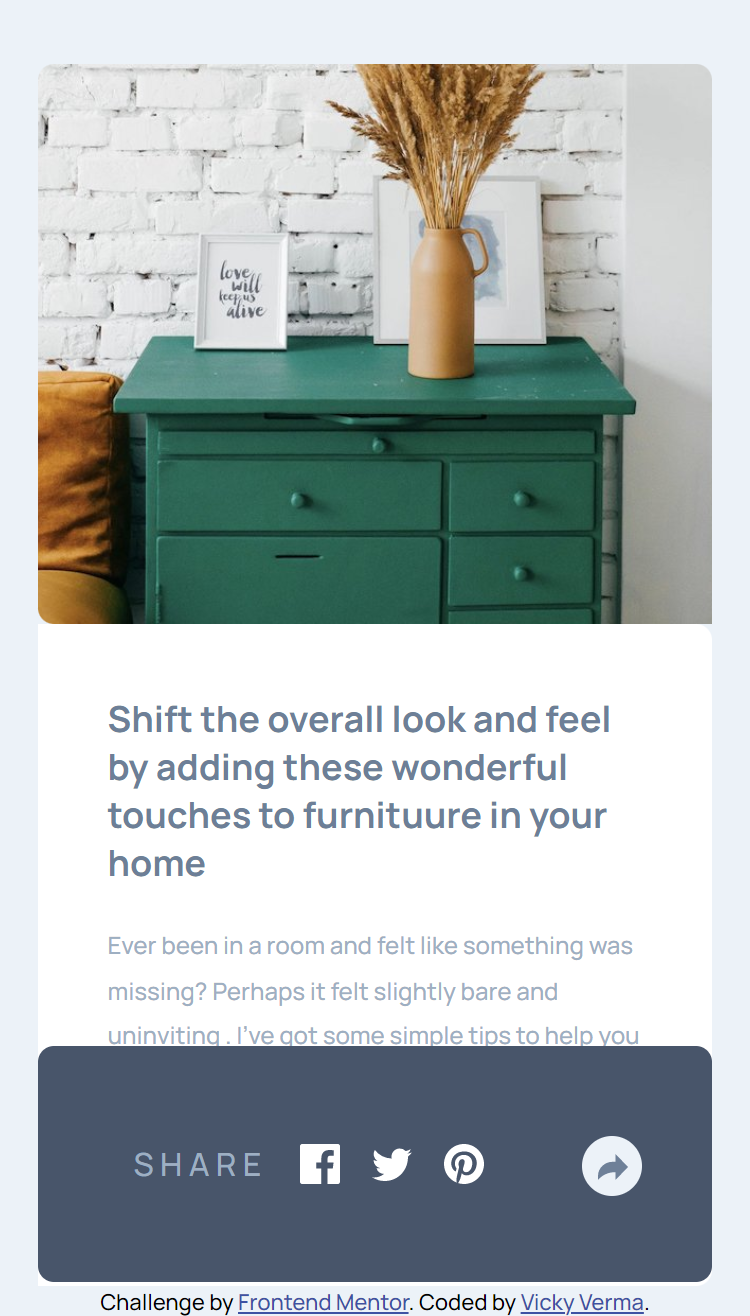 love
will
keep us
alive
Shift the overall look and feel
by adding these wonderful
touches to furnituure in your
home
Ever been in a room and felt like something was
missing? Perhaps it felt slightly bare and
uninviting . I’ve got some simple tips to help you
SHARE
Challenge by Frontend Mentor. Coded by Vicky Verma.